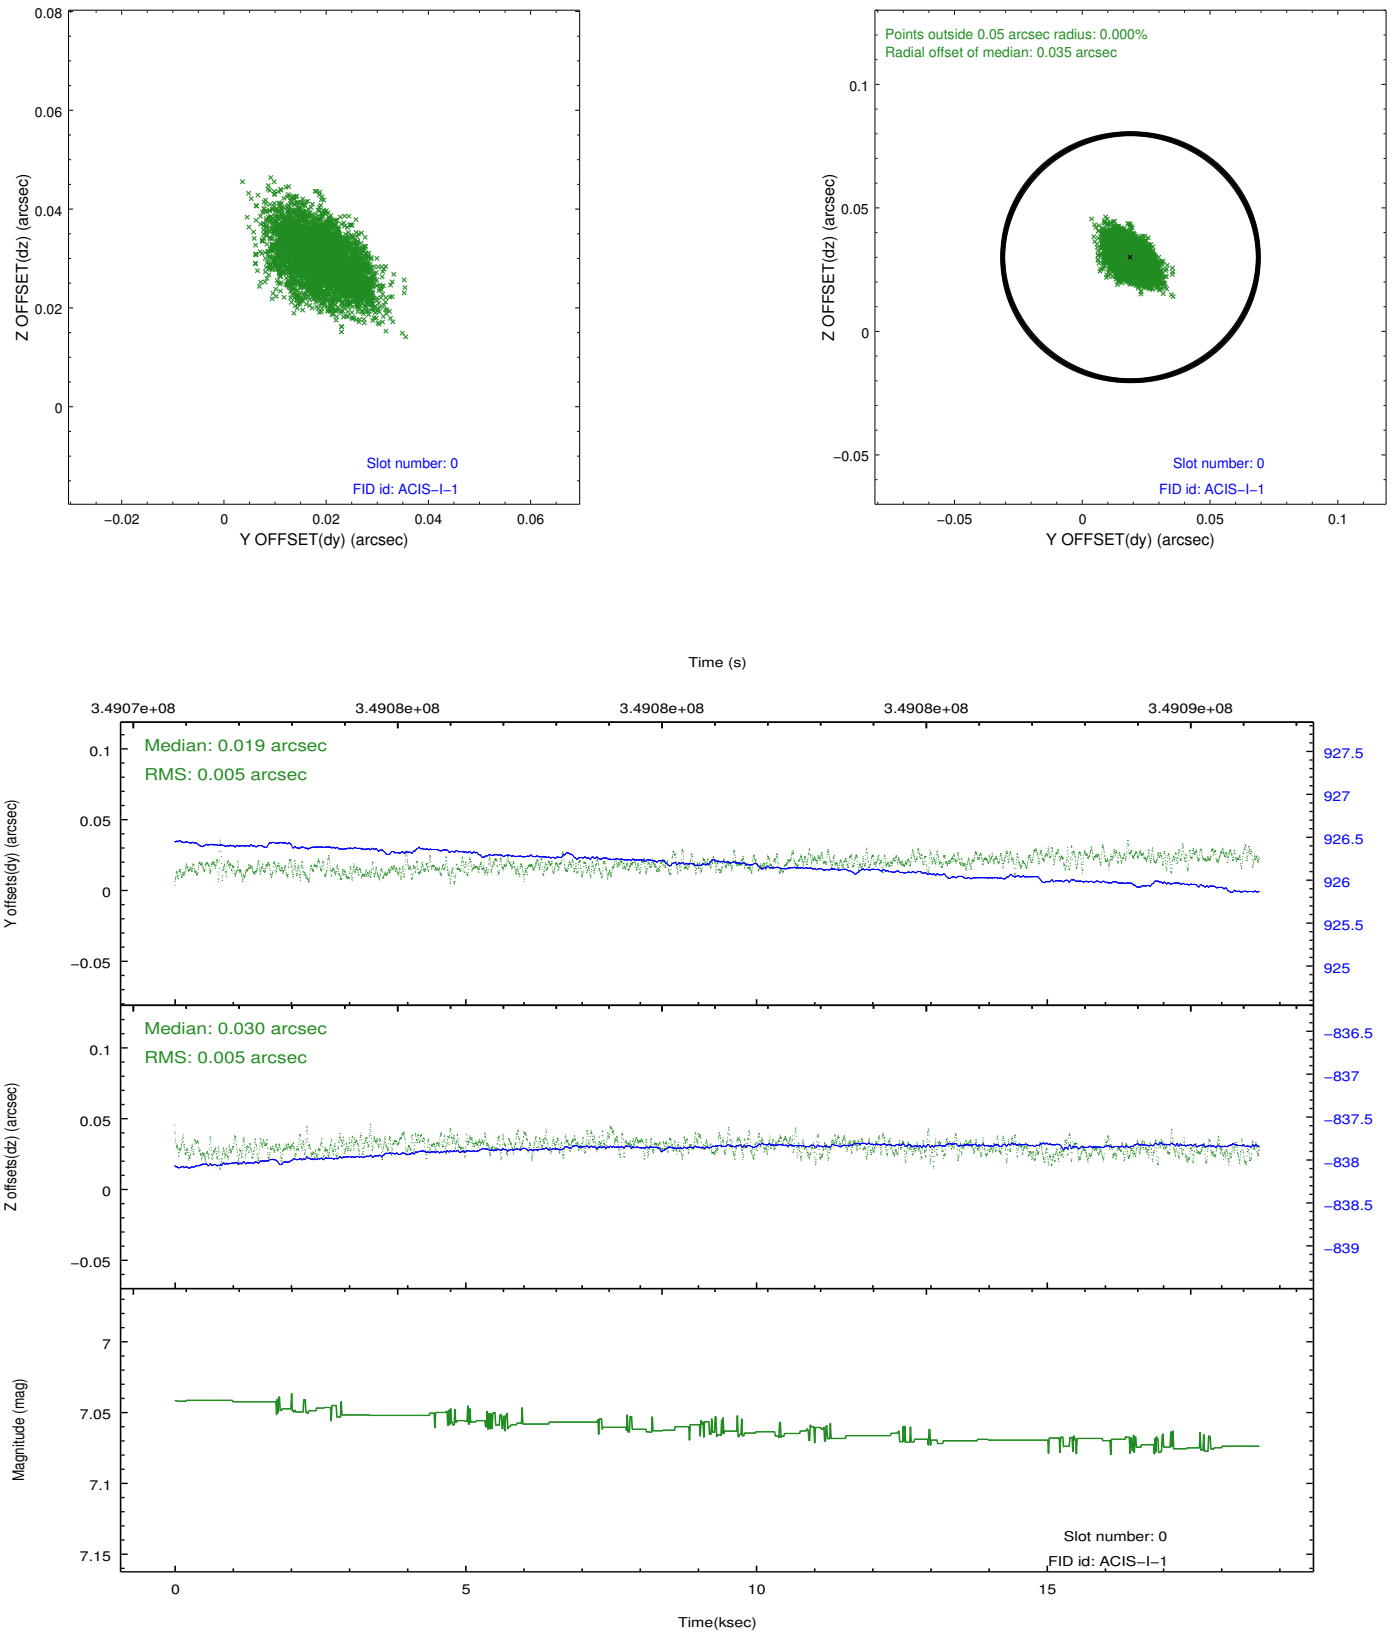 0.08
0.06
0.04
0.02
0
Z OFFSET(dz) (arcsec)
Slot number: 0
FID id: ACIS−I−1
−0.02 0 0.02 0.04 0.06
Y OFFSET(dy) (arcsec)
Points outside 0.05 arcsec radius: 0.000%
Radial offset of median: 0.035 arcsec
0.1
0.05
0
−0.05
Z OFFSET(dz) (arcsec)
Slot number: 0
FID id: ACIS−I−1
−0.05 0 0.05 0.1
Y OFFSET(dy) (arcsec)
Time (s)
3.4907e+08 3.4908e+08 3.4908e+08 3.4908e+08 3.4909e+08
Median: 0.019 arcsec
RMS: 0.005 arcsec
0.1
0.05
0
−0.05
Y offsets(dy) (arcsec)
927.5
927
926.5
926
925.5
925
Median: 0.030 arcsec
RMS: 0.005 arcsec
0.1
0.05
0
−0.05
Z offsets(dz) (arcsec)
−836.5
−837
−837.5
−838
−838.5
−839
7
7.05
7.1
7.15
Magnitude (mag)
Slot number: 0
FID id: ACIS−I−1
0 5 10 15
Time(ksec)